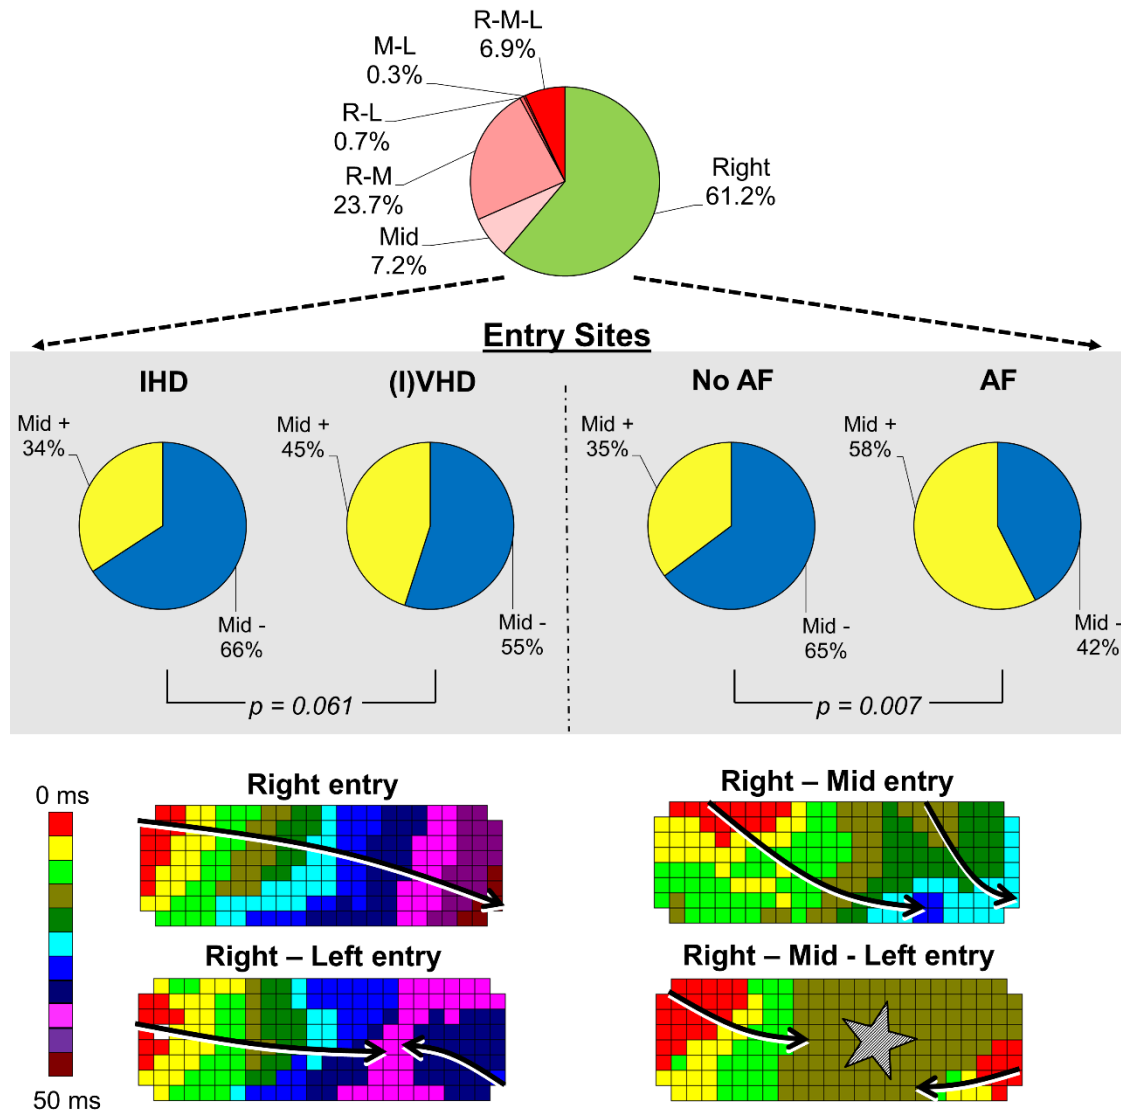 R-M-L
6.9%
M-L
0.3%
R-L
0.7%
R-M
23.7%
Mid
7.2%
Right
61.2%
Entry Sites
IHD
(I)VHD
No AF
AF
Mid +
34%
Mid -
66%
Mid +
45%
Mid -
55%
Mid +
35%
Mid -
65%
Mid +
58%
Mid -
42%
p = 0.061
p = 0.007
0 ms
50 ms
Right entry
Right – Mid entry
Right – Left entry
Right – Mid - Left entry